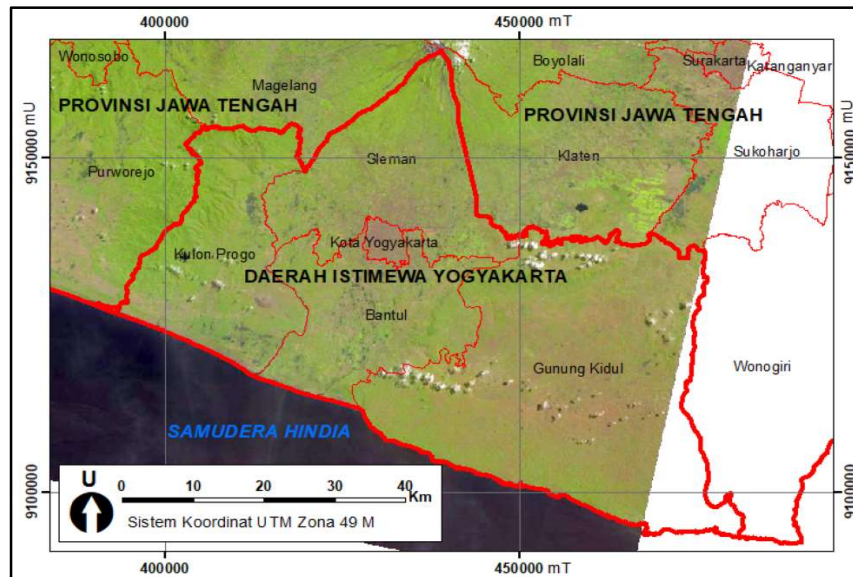 400000
450000 mT
Wonosobo
Boyolali
Surakarta
Karanganyar
Magelang
PROVINSI JAWA TENGAH
PROVINSI JAWA TENGAH
9150000 mU
9150000
Sleman
Klaten
Sukoharjo
Purworejo
Kota Yogyakarta
Kulon Progo
DAERAH ISTIMEWA YOGYAKARTA
Bantul
Gunung Kidul
Wonogiri
SAMUDERA HINDIA
U
0 10 20 30 40
Km
Sistem Koordinat UTM Zona 49 M
9100000
9100000
400000
450000 mT